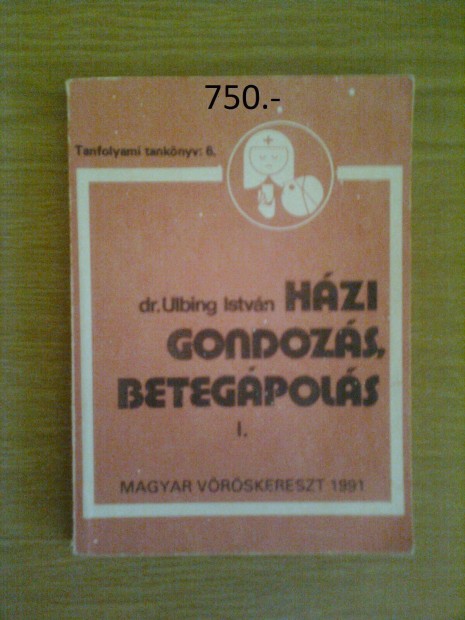 750.-
Tanfolyami tankönyv: 6.
dr. Ulbing István HÁZI
GONDOZÁS,
BETEGÁPOLÁS
I.
MAGYAR VÖRÖSKERESZT 1991